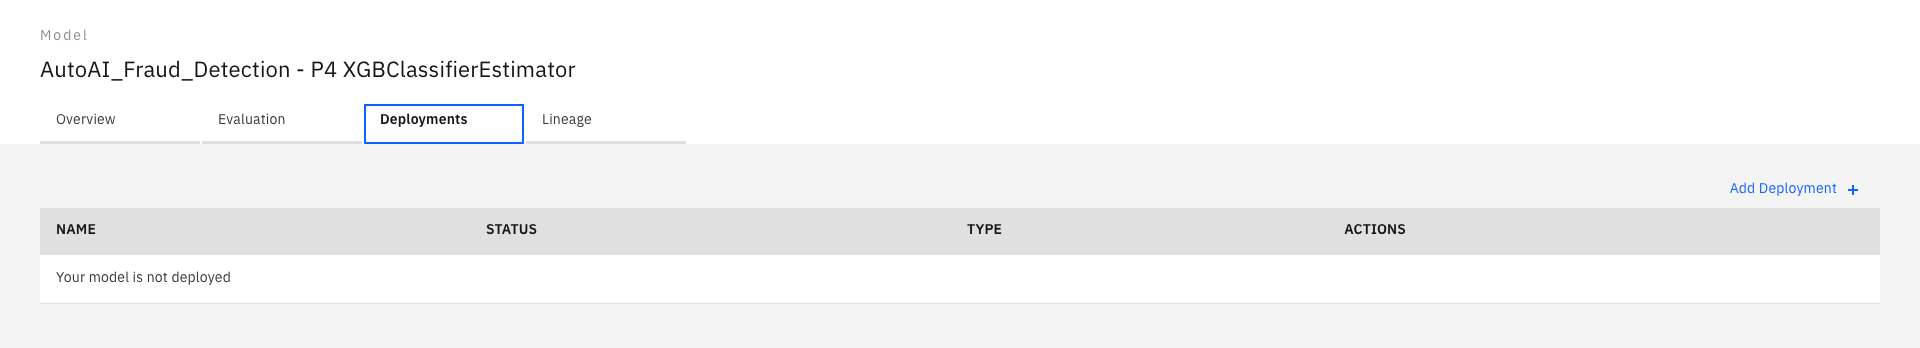 Model
AutoAI_Fraud_Detection - P4 XGBClassifierEstimator
Overview Evaluation Deployments Lineage
Add Deployment +
NAME STATUS TYPE ACTIONS
Your model is not deployed